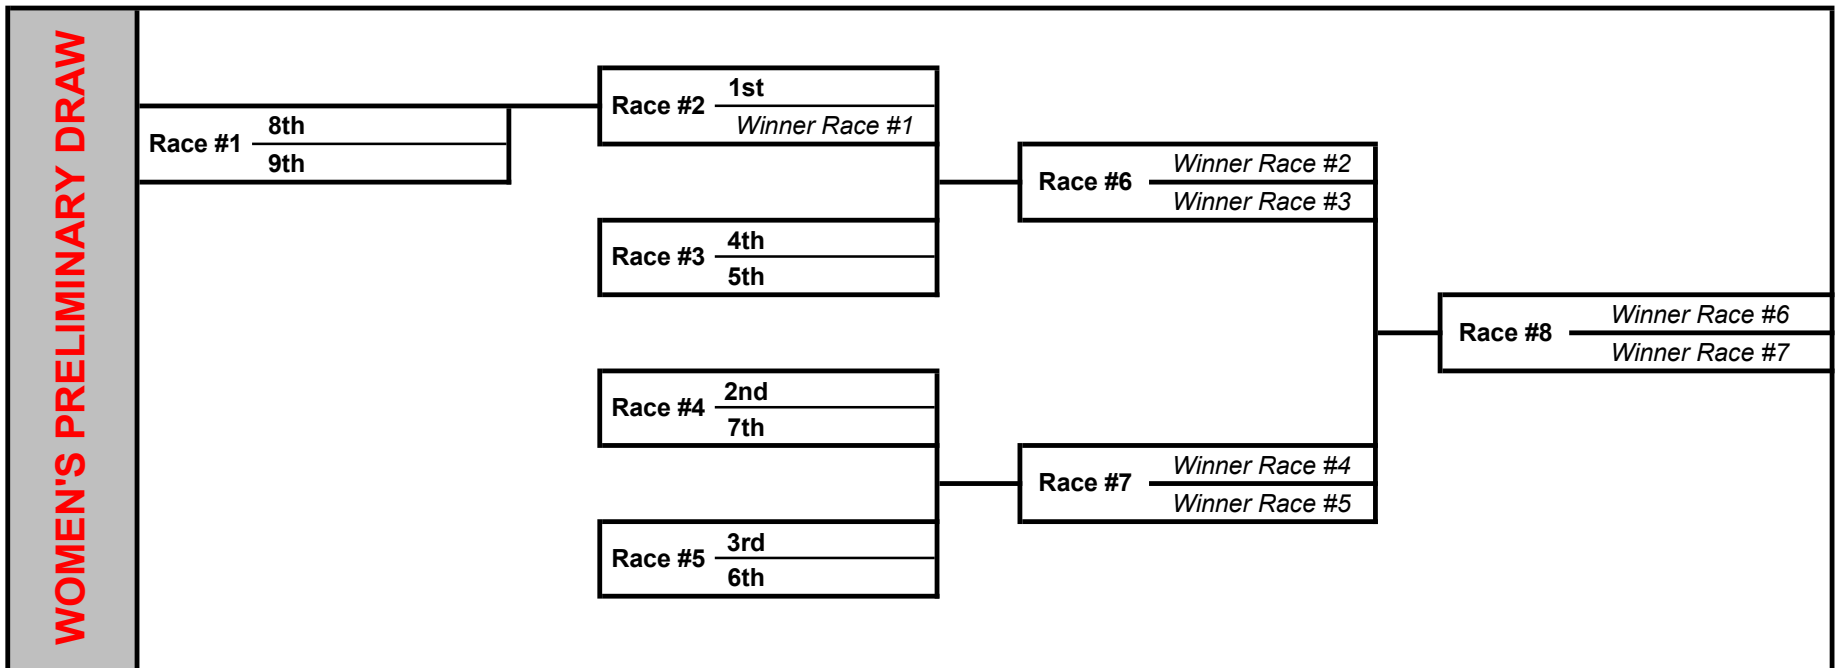 WOMEN'S PRELIMINARY DRAW
Race #1
8th
9th
Race #2
1st
Winner Race #1
Race #3
4th
5th
Race #4
2nd
7th
Race #5
3rd
6th
Race #6
Winner Race #2
Winner Race #3
Race #7
Winner Race #4
Winner Race #5
Race #8
Winner Race #6
Winner Race #7